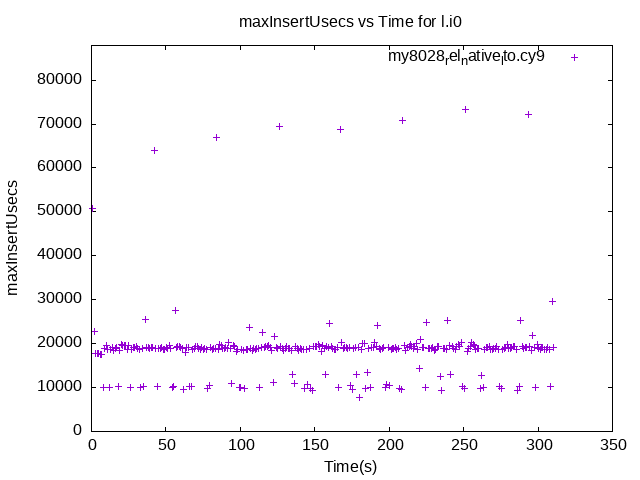 maxInsertUsecs vs Time for l.i0
my8028rel_native_lto.cy9
80000
70000
60000
50000
40000
30000
20000
10000
0
maxInsertUsecs
0 50 100 150 200 250 300 350
Time(s)